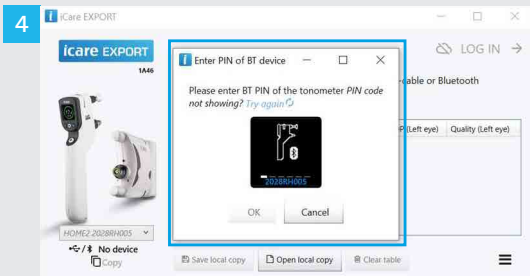 4
iCare EXPORT
icare EXPORT
1A46
LOG IN
Enter PIN of BT device
Please enter BT PIN of the tonometer PIN code
not showing? Try again
2028RH005
OK Cancel
cable or Bluetooth
(Left eye) Quality (Left eye)
HOME2 2028RH005
No device
Copy
Save local copy Open local copy Clear table